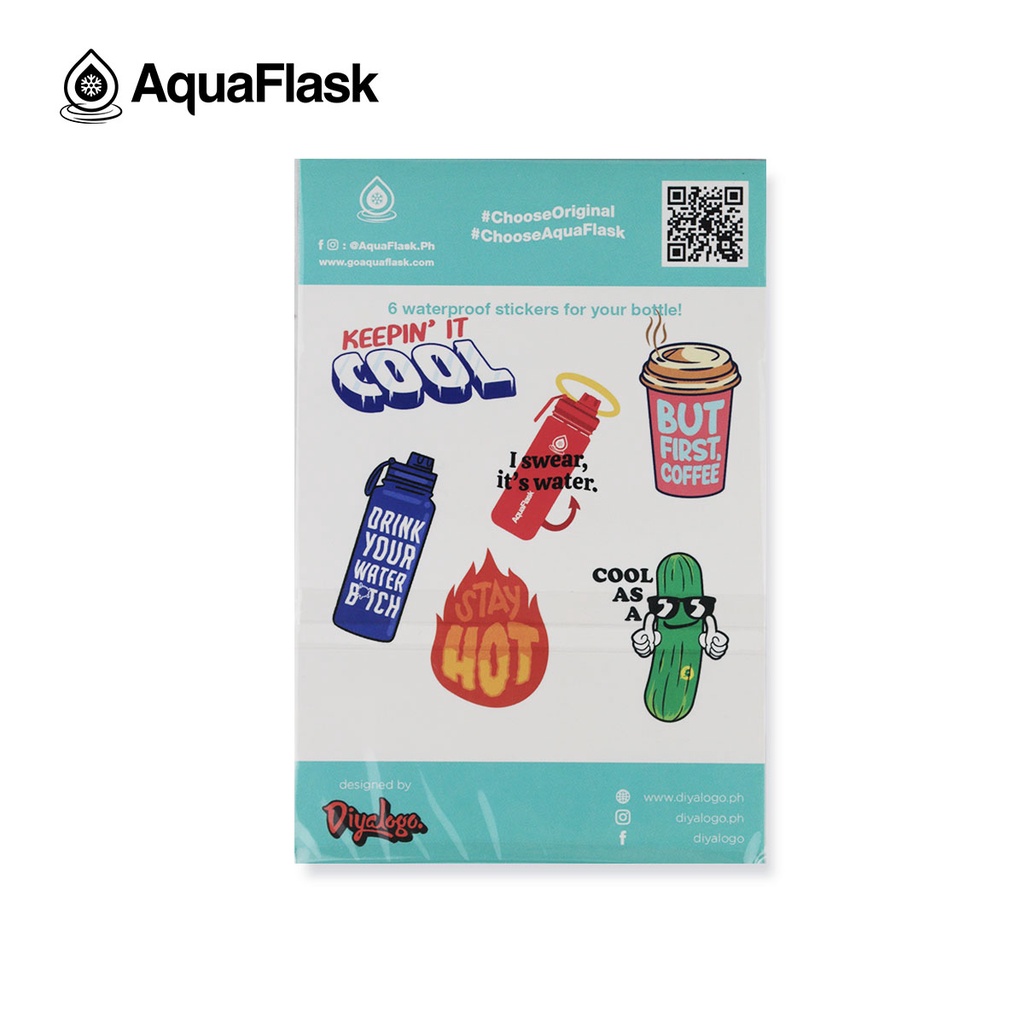 AquaFlask
#ChooseOriginal
#ChooseAquaFlask
: @AquaFlask.Ph
www.goaquaflask.com
6 waterproof stickers for your bottle!
KEEPIN' IT
COOL
BUT
FIRST,
COFFEE
I swear,
it's water.
AquaFlask
DRINK
YOUR
WATER
B TCH
STAY
HOT
COOL
AS
A
designed by
Diyalogo.
www.diyalogo.ph
diyalogo.ph
diyalogo